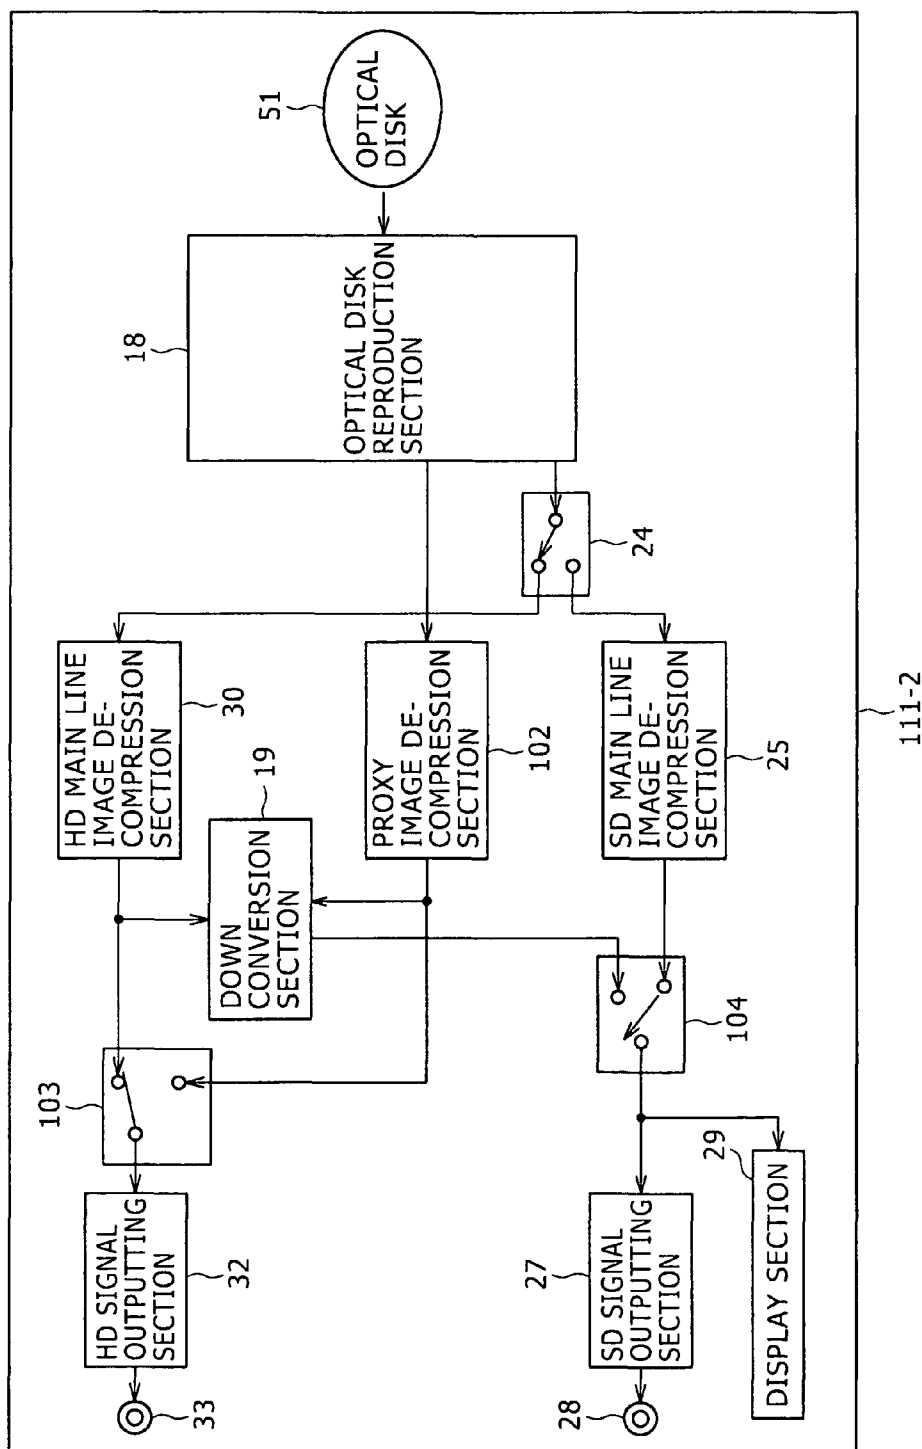 51
OPTICAL
DISK
18
OPTICAL DISK
REPRODUCTION
SECTION
24
HD MAIN LINE
IMAGE DE-
COMPRESSION
SECTION
30
PROXY
IMAGE DE-
COMPRESSION
SECTION
102
SD MAIN LINE
IMAGE DE-
COMPRESSION
SECTION
25
19
DOWN
CONVERSION
SECTION
103
104
HD SIGNAL
OUTPUTTING
SECTION
32
33
SD SIGNAL
OUTPUTTING
SECTION
27
28
29
DISPLAY SECTION
111-2